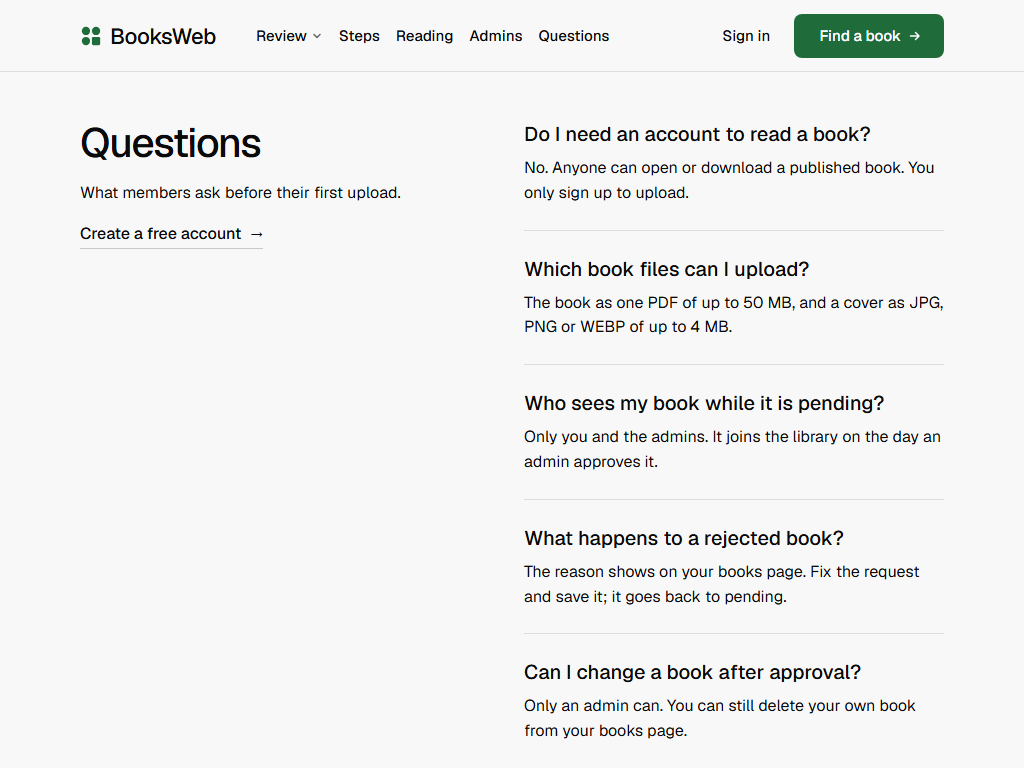 BooksWeb
Review
Steps
Reading
Admins
Questions
Sign in
Find a book →
Questions
What members ask before their first upload.
Create a free account →
Do I need an account to read a book?
No. Anyone can open or download a published book. You
only sign up to upload.
Which book files can I upload?
The book as one PDF of up to 50 MB, and a cover as JPG,
PNG or WEBP of up to 4 MB.
Who sees my book while it is pending?
Only you and the admins. It joins the library on the day an
admin approves it.
What happens to a rejected book?
The reason shows on your books page. Fix the request
and save it; it goes back to pending.
Can I change a book after approval?
Only an admin can. You can still delete your own book
from your books page.